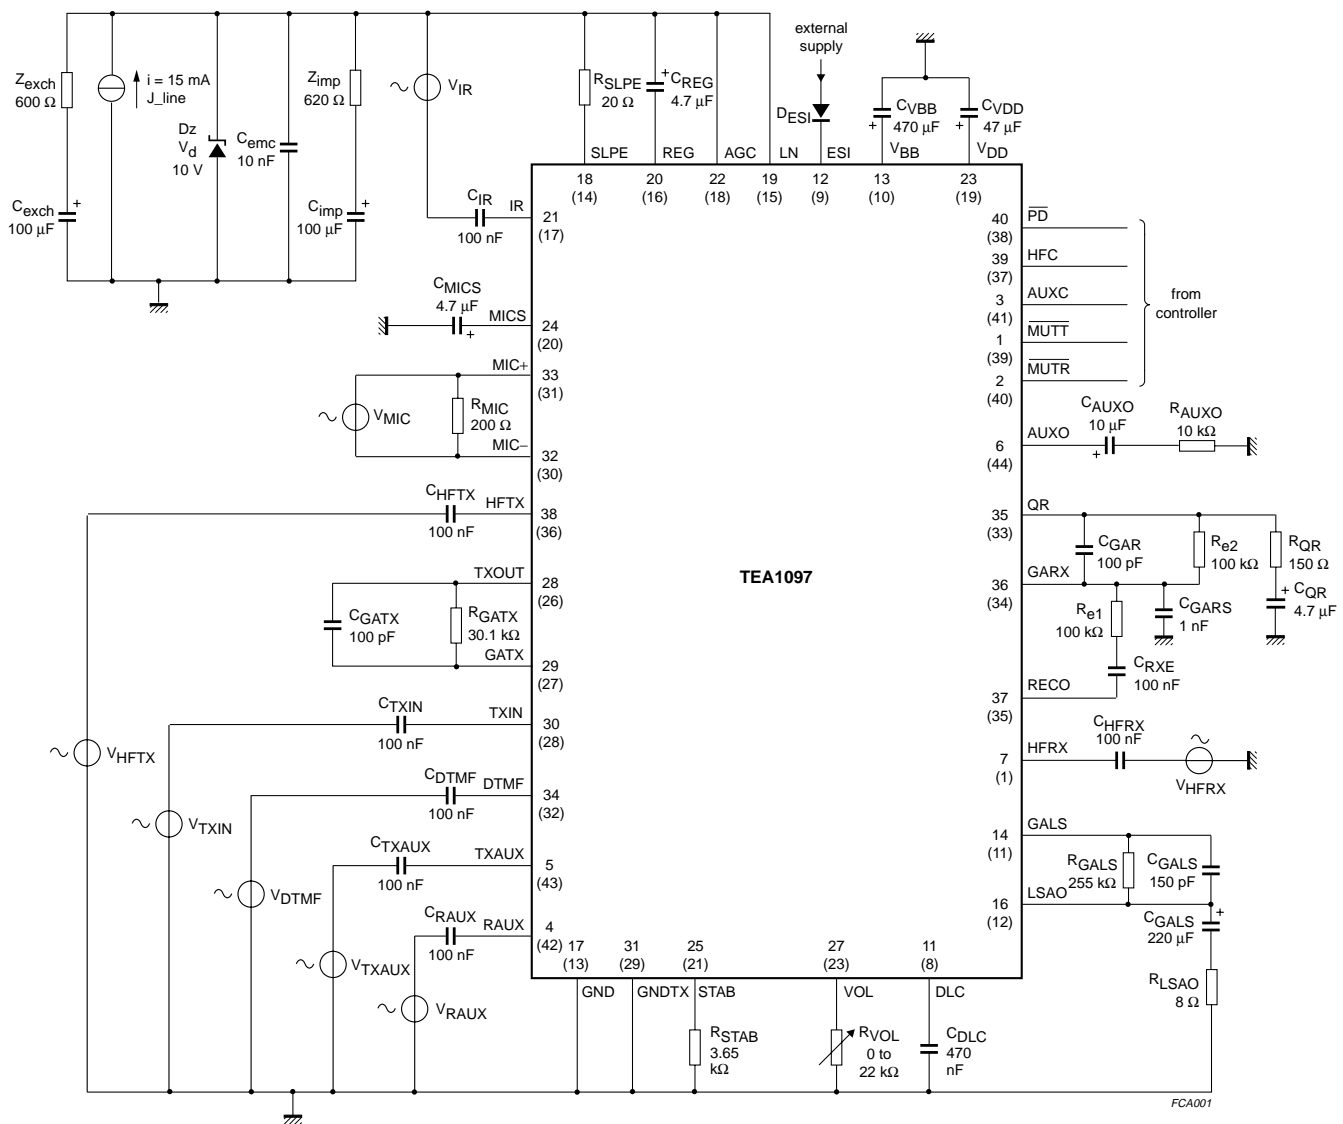 Zexch
600 Ω
i = 15 mA
J_line
Dz
Vd
10 V
Cemc
10 nF
Zimp
620 Ω
Cexch
100 µF
+
Cimp
100 µF
+
VIR
CIR
100 nF
IR
RSLPE
20 Ω
+
CREG
4.7 µF
external
supply
DESI
CVBB
470 µF
+
CVDD
47 µF
+
SLPE
REG
AGC
LN
ESI
VBB
VDD
18
(14)
20
(16)
22
(18)
19
(15)
12
(9)
13
(10)
23
(19)
21
(17)
CMICS
4.7 µF
+
MICS
24
(20)
MIC+
33
(31)
VMIC
RMIC
200 Ω
MIC−
32
(30)
CHFTX
100 nF
HFTX
38
(36)
TXOUT
28
(26)
CGATX
100 pF
RGATX
30.1 kΩ
GATX
29
(27)
CTXIN
100 nF
TXIN
30
(28)
VHFTX
CDTMF
100 nF
DTMF
34
(32)
VTXIN
CTXAUX
100 nF
TXAUX
5
(43)
VDTMF
CRAUX
100 nF
RAUX
4
(42)
VTXAUX
VRAUX
TEA1097
40
(38)
PD
39
(37)
HFC
3
(41)
AUXC
1
(39)
MUTT
2
(40)
MUTR
from
controller
6
(44)
AUXO
CAUXO
10 µF
+
RAUXO
10 kΩ
35
(33)
QR
CGAR
100 pF
Re2
100 kΩ
RQR
150 Ω
36
(34)
GARX
Re1
100 kΩ
CGARS
1 nF
+
CQR
4.7 µF
CRXE
100 nF
37
(35)
RECO
7
(1)
HFRX
CHFRX
100 nF
VHFRX
14
(11)
GALS
RGALS
255 kΩ
CGALS
150 pF
16
(12)
LSAO
CGALS
220 µF
+
RLSAO
8 Ω
17
(13)
31
(29)
25
(21)
27
(23)
11
(8)
GND
GNDTX
STAB
VOL
DLC
RSTAB
3.65
kΩ
RVOL
0 to
22 kΩ
CDLC
470
nF
FCA001